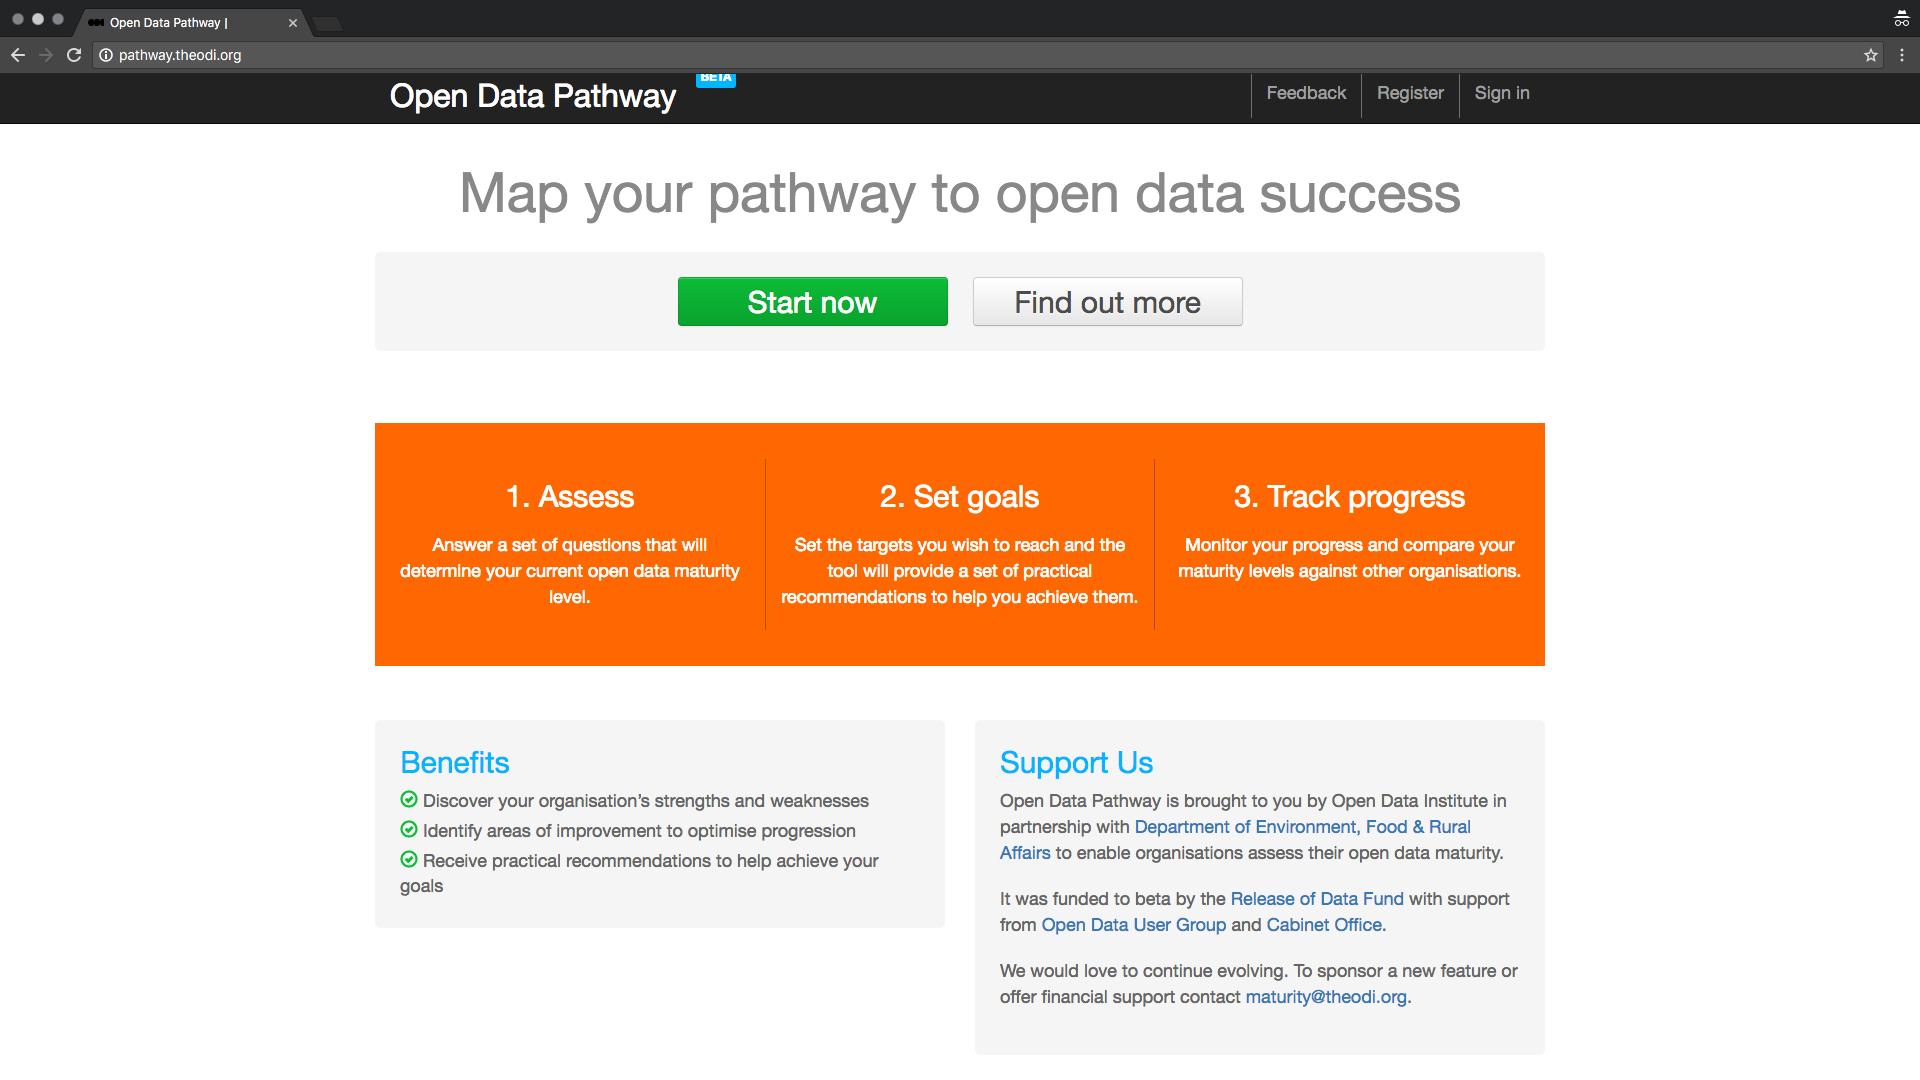 Open Data Pathway |
pathway.theodi.org
Open Data Pathway BETA
Feedback Register Sign in
Map your pathway to open data success
Start now Find out more
1. Assess
Answer a set of questions that will
determine your current open data maturity
level.
2. Set goals
Set the targets you wish to reach and the
tool will provide a set of practical
recommendations to help you achieve them.
3. Track progress
Monitor your progress and compare your
maturity levels against other organisations.
Benefits
Discover your organisation’s strengths and weaknesses
Identify areas of improvement to optimise progression
Receive practical recommendations to help achieve your
goals
Support Us
Open Data Pathway is brought to you by Open Data Institute in
partnership with Department of Environment, Food & Rural
Affairs to enable organisations assess their open data maturity.
It was funded to beta by the Release of Data Fund with support
from Open Data User Group and Cabinet Office.
We would love to continue evolving. To sponsor a new feature or
offer financial support contact maturity@theodi.org.